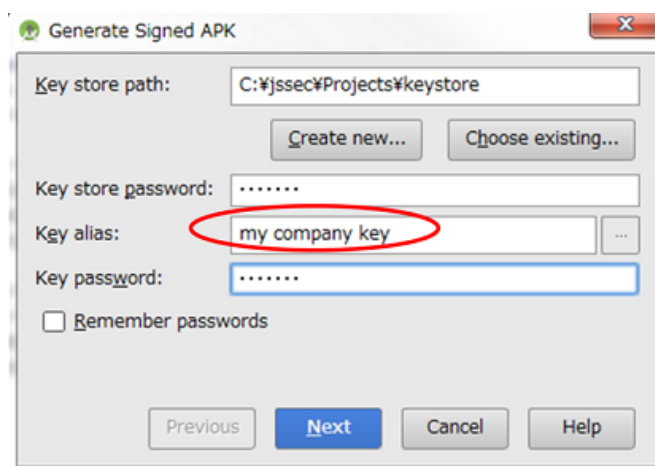 Generate Signed APK
Key store path: C:¥jssec¥Projects¥keystore
Create new... Choose existing...
Key store password: •••••••
Key alias: my company key ...
Key password: •••••••
Remember passwords
Previous Next Cancel Help